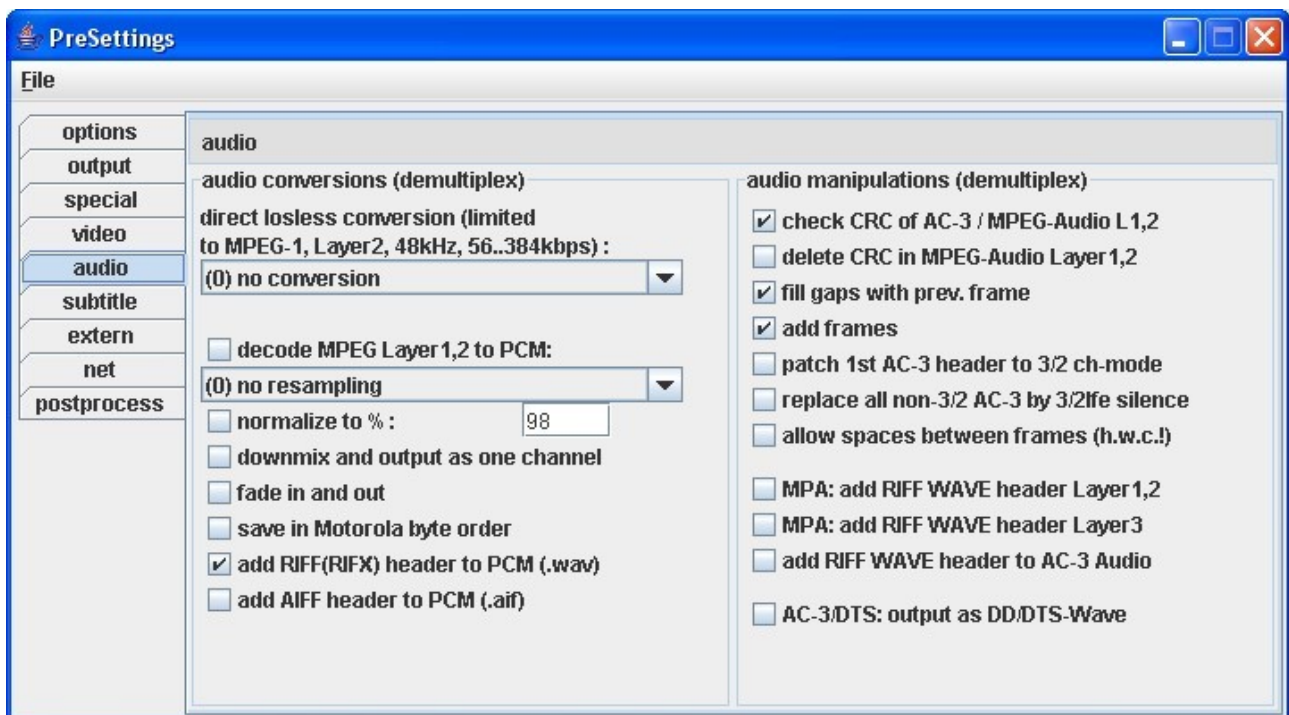 PreSettings
File
options
output
special
video
audio
subtitle
extern
net
postprocess
audio
audio conversions (demultiplex)
direct losless conversion (limited
to MPEG-1, Layer2, 48kHz, 56..384kbps) :
(0) no conversion
decode MPEG Layer1,2 to PCM:
(0) no resampling
normalize to % :
98
downmix and output as one channel
fade in and out
save in Motorola byte order
add RIFF(RIFX) header to PCM (.wav)
add AIFF header to PCM (.aif)
audio manipulations (demultiplex)
check CRC of AC-3 / MPEG-Audio L1,2
delete CRC in MPEG-Audio Layer1,2
fill gaps with prev. frame
add frames
patch 1st AC-3 header to 3/2 ch-mode
replace all non-3/2 AC-3 by 3/2lfe silence
allow spaces between frames (h.w.c.!)
MPA: add RIFF WAVE header Layer1,2
MPA: add RIFF WAVE header Layer3
add RIFF WAVE header to AC-3 Audio
AC-3/DTS: output as DD/DTS-Wave